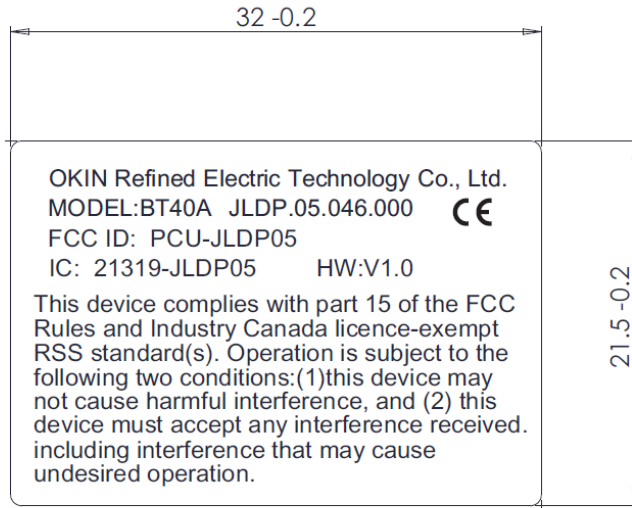 32 -0.2
OKIN Refined Electric Technology Co., Ltd.
MODEL:BT40A JLDP.05.046.000 CE
FCC ID: PCU-JLDP05
IC: 21319-JLDP05 HW:V1.0
This device complies with part 15 of the FCC
Rules and Industry Canada licence-exempt
RSS standard(s). Operation is subject to the
following two conditions:(1)this device may
not cause harmful interference, and (2) this
device must accept any interference received.
including interference that may cause
undesired operation.
21.5 -0.2